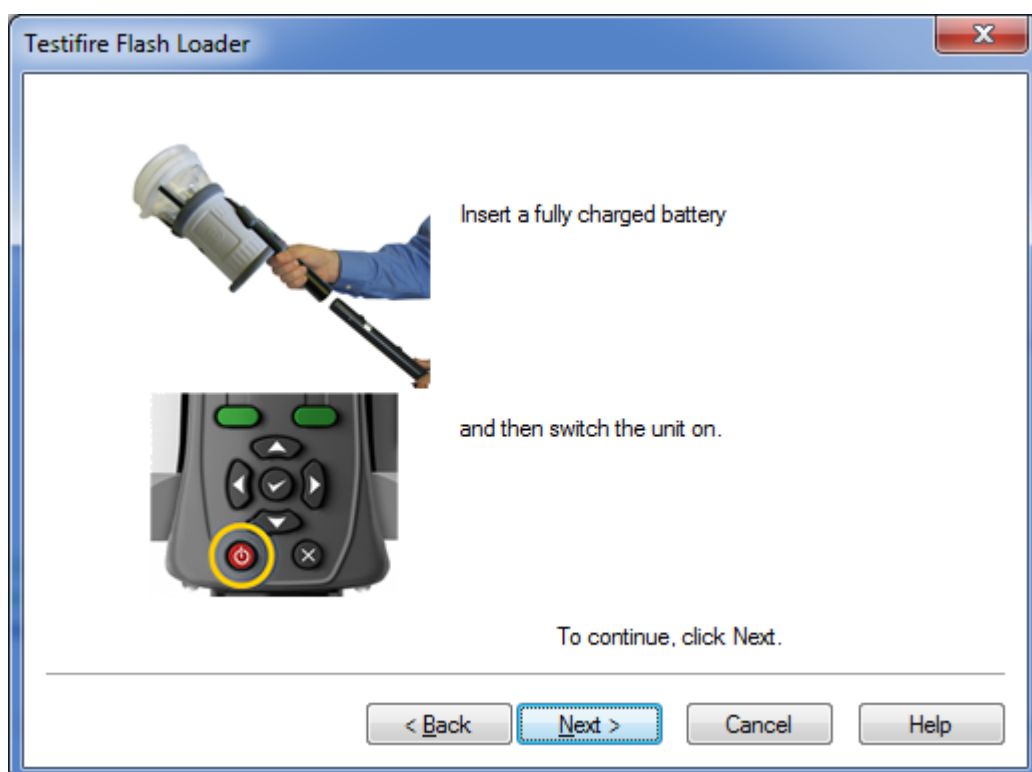 Testifire Flash Loader
Insert a fully charged battery
and then switch the unit on.
To continue, click Next.
< Back
Next >
Cancel
Help